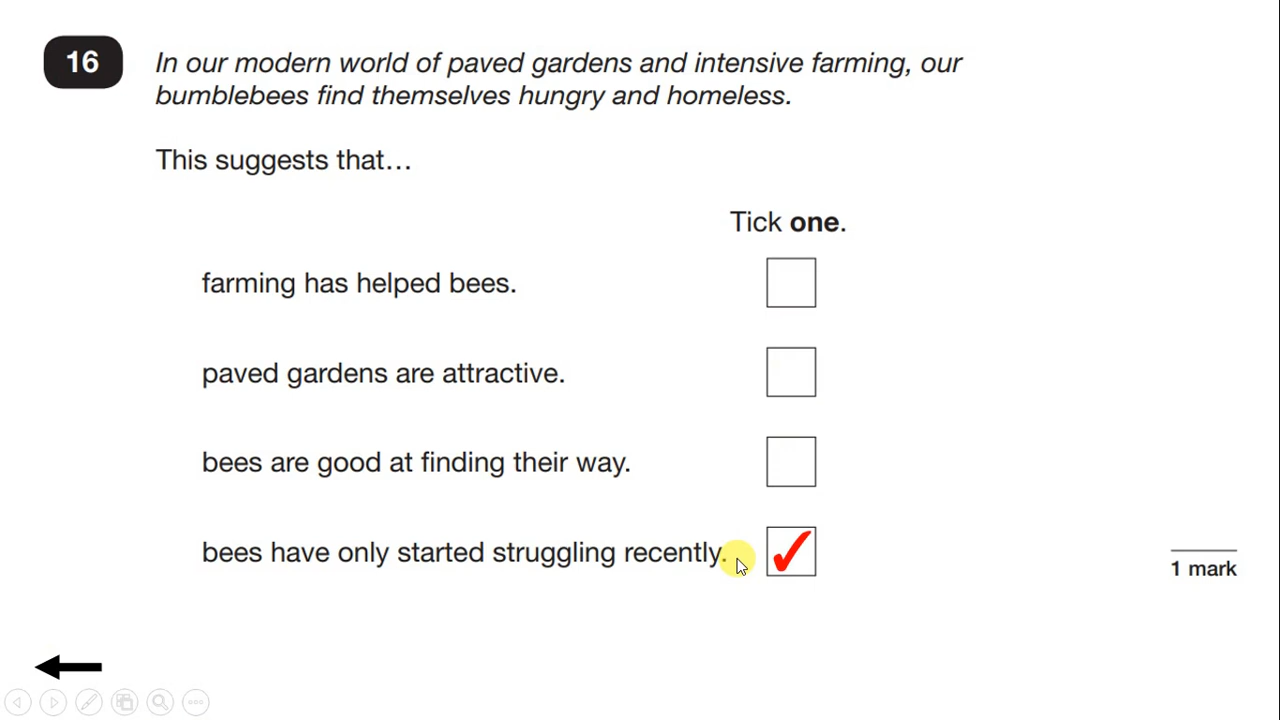 16
In our modern world of paved gardens and intensive farming, our
bumblebees find themselves hungry and homeless.
This suggests that…
Tick one.
farming has helped bees.
paved gardens are attractive.
bees are good at finding their way.
bees have only started struggling recently.
1 mark